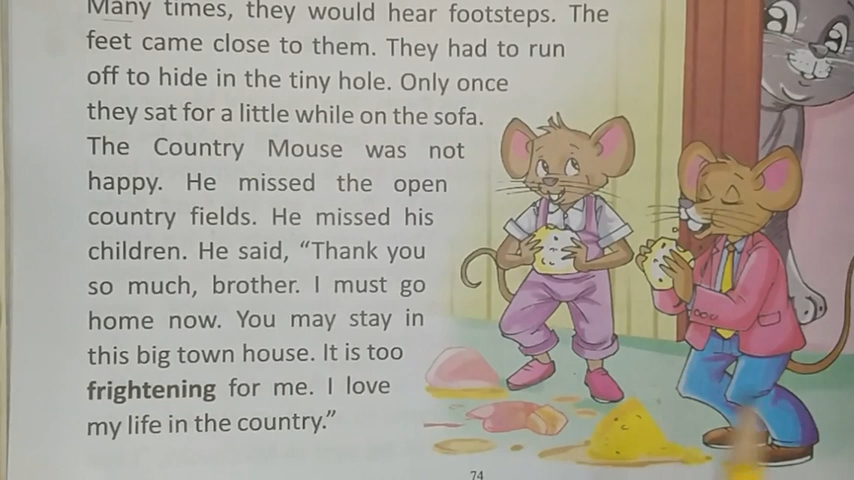 Many times, they would hear footsteps. The
feet came close to them. They had to run
off to hide in the tiny hole. Only once
they sat for a little while on the sofa.
The Country Mouse was not
happy. He missed the open
country fields. He missed his
children. He said, “Thank you
so much, brother. I must go
home now. You may stay in
this big town house. It is too
frightening for me. I love
my life in the country.”
74